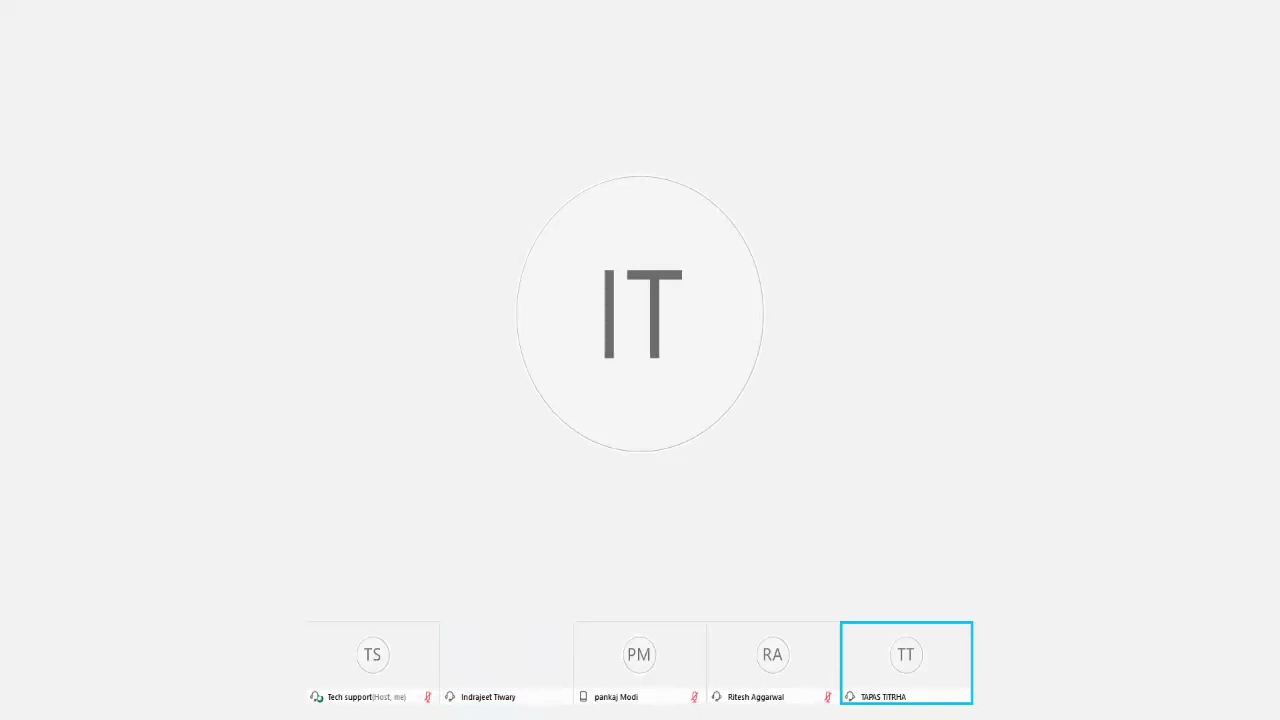 IT
TS
PM
RA
TT
Tech support(Host, me)
Indrajeet Tiwary
pankaj Modi
Ritesh Aggarwal
TAPAS TITRHA